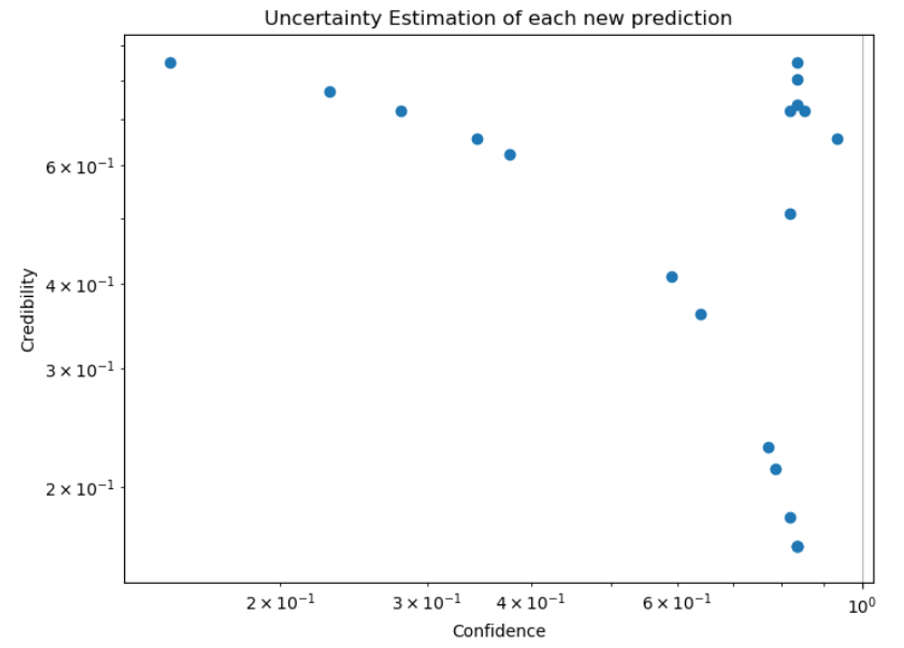 Uncertainty Estimation of each new prediction
Credibility
6 × 10⁻¹
4 × 10⁻¹
3 × 10⁻¹
2 × 10⁻¹
2 × 10⁻¹ 3 × 10⁻¹ 4 × 10⁻¹ 6 × 10⁻¹ 10⁰
Confidence